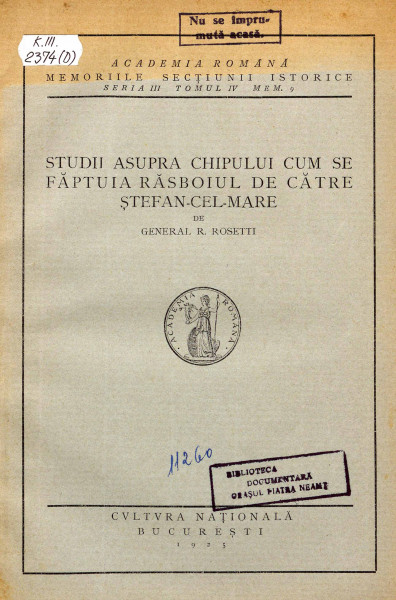 Nu se împru-
mută acasă.
K.III.
2374(D)
ACADEMIA ROMÂNĂ
MEMORIILE SECȚIUNII ISTORICE
SERIA III TOMUL IV MEM. 9
STUDII ASUPRA CHIPULUI CUM SE
FĂPTUIA RĂSBOIUL DE CĂTRE
ȘTEFAN-CEL-MARE
DE
GENERAL R. ROSETTI
· ACADEMIA ROMÂNĂ ·
11260
BIBLIOTECA
DOCUMENTARĂ
ORAȘUL PIATRA NEAMȚ
CVLTVRA NAȚIONALĂ
BUCUREȘTI
1925